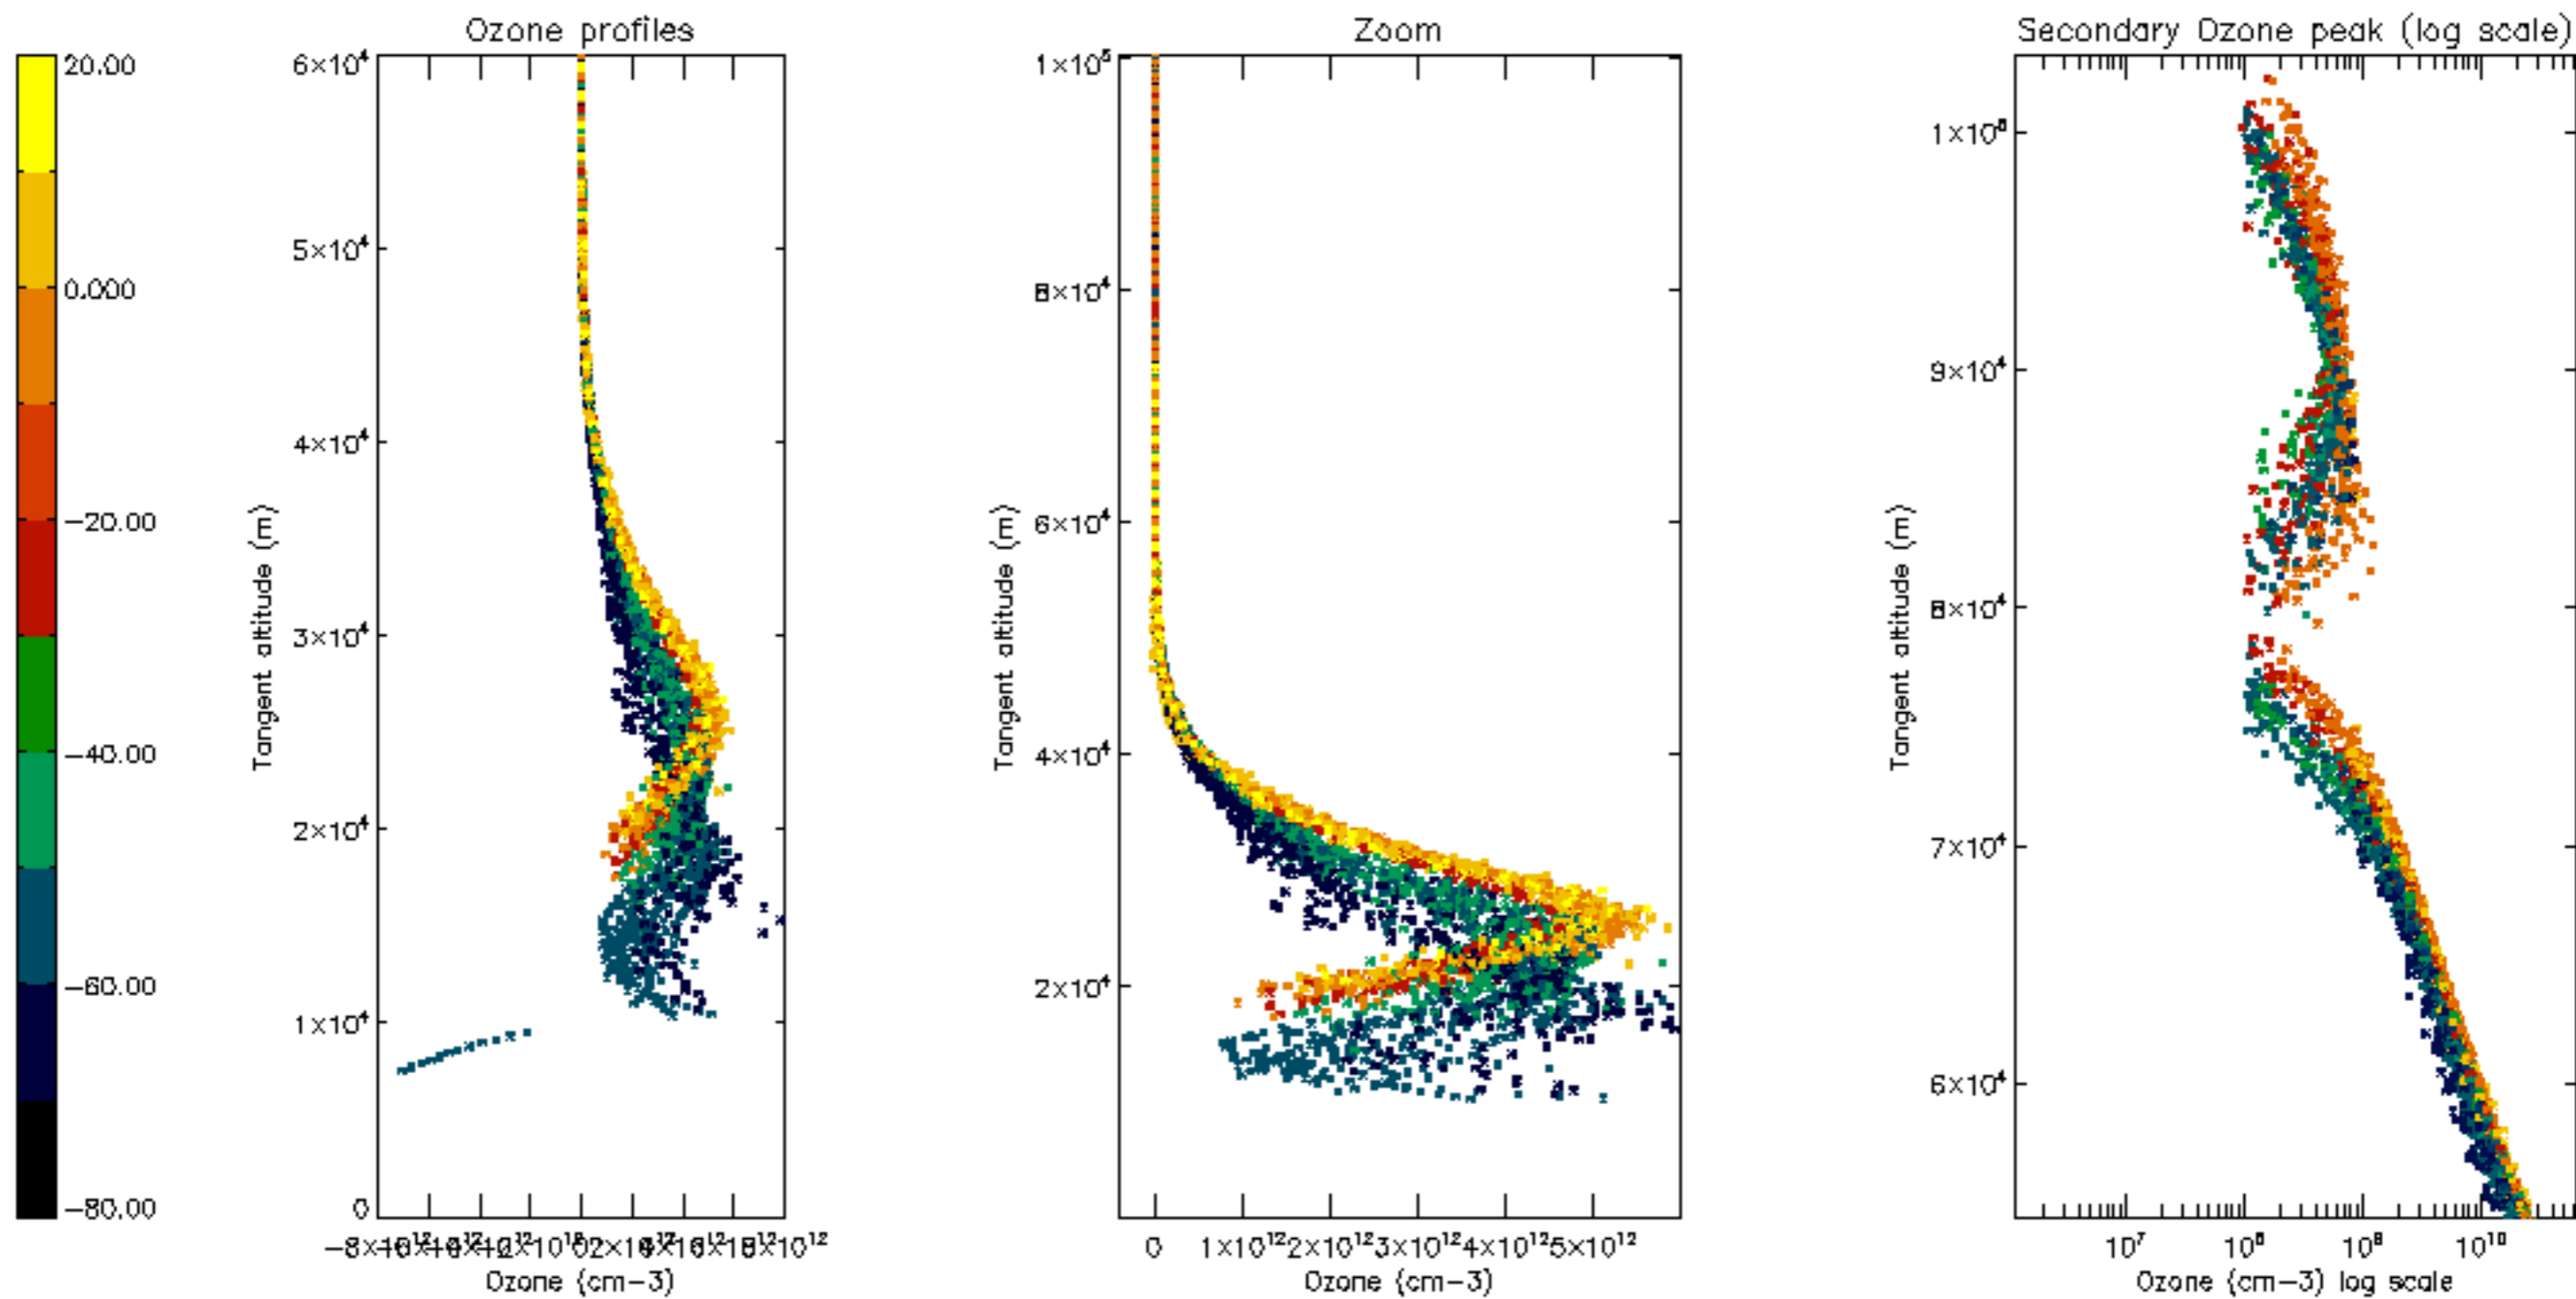 Ozone profiles
Zoom
Secondary Ozone peak (log scale)
20.00
0.000
−20.00
−40.00
−60.00
−80.00
6×10⁴
5×10⁴
4×10⁴
3×10⁴
2×10⁴
1×10⁴
0
Tangent altitude (m)
Ozone (cm−3)
1×10⁵
8×10⁴
6×10⁴
4×10⁴
2×10⁴
Tangent altitude (m)
0 1×10¹² 2×10¹² 3×10¹² 4×10¹² 5×10¹²
Ozone (cm−3)
1×10⁵
9×10⁴
8×10⁴
7×10⁴
6×10⁴
Tangent altitude (m)
10⁷ 10⁸ 10⁹ 10¹⁰
Ozone (cm−3) log scale